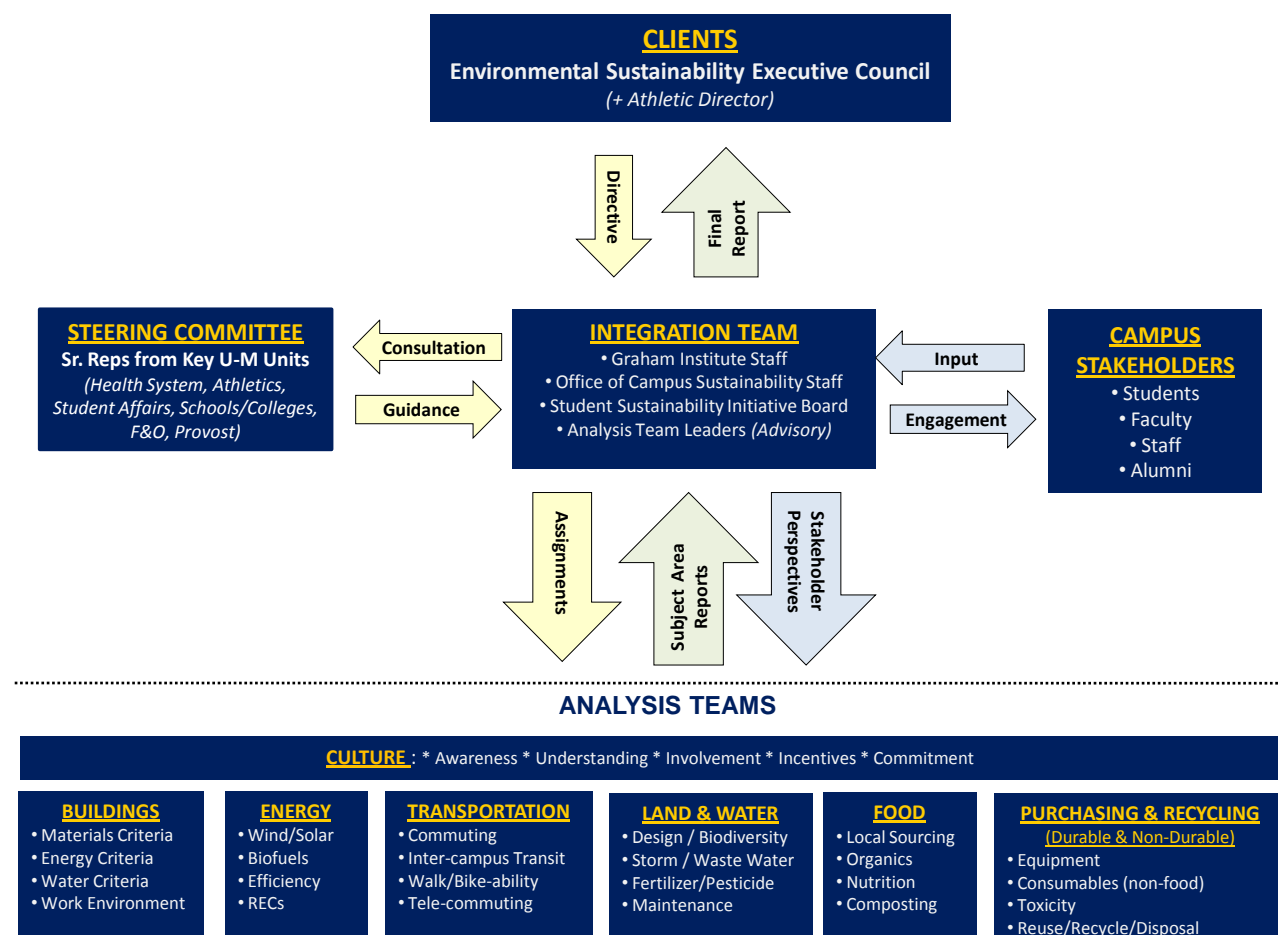 CLIENTS
Environmental Sustainability Executive Council
(+ Athletic Director)
Directive
Final
Report
STEERING COMMITTEE
Sr. Reps from Key U-M Units
(Health System, Athletics,
Student Affairs, Schools/Colleges,
F&O, Provost)
Consultation
Guidance
INTEGRATION TEAM
• Graham Institute Staff
• Office of Campus Sustainability Staff
• Student Sustainability Initiative Board
• Analysis Team Leaders (Advisory)
Input
Engagement
CAMPUS
STAKEHOLDERS
• Students
• Faculty
• Staff
• Alumni
Assignments
Subject Area
Reports
Stakeholder
Perspectives
ANALYSIS TEAMS
CULTURE : * Awareness * Understanding * Involvement * Incentives * Commitment
BUILDINGS
• Materials Criteria
• Energy Criteria
• Water Criteria
• Work Environment
ENERGY
• Wind/Solar
• Biofuels
• Efficiency
• RECs
TRANSPORTATION
• Commuting
• Inter-campus Transit
• Walk/Bike-ability
• Tele-commuting
LAND & WATER
• Design / Biodiversity
• Storm / Waste Water
• Fertilizer/Pesticide
• Maintenance
FOOD
• Local Sourcing
• Organics
• Nutrition
• Composting
PURCHASING & RECYCLING
(Durable & Non-Durable)
• Equipment
• Consumables (non-food)
• Toxicity
• Reuse/Recycle/Disposal